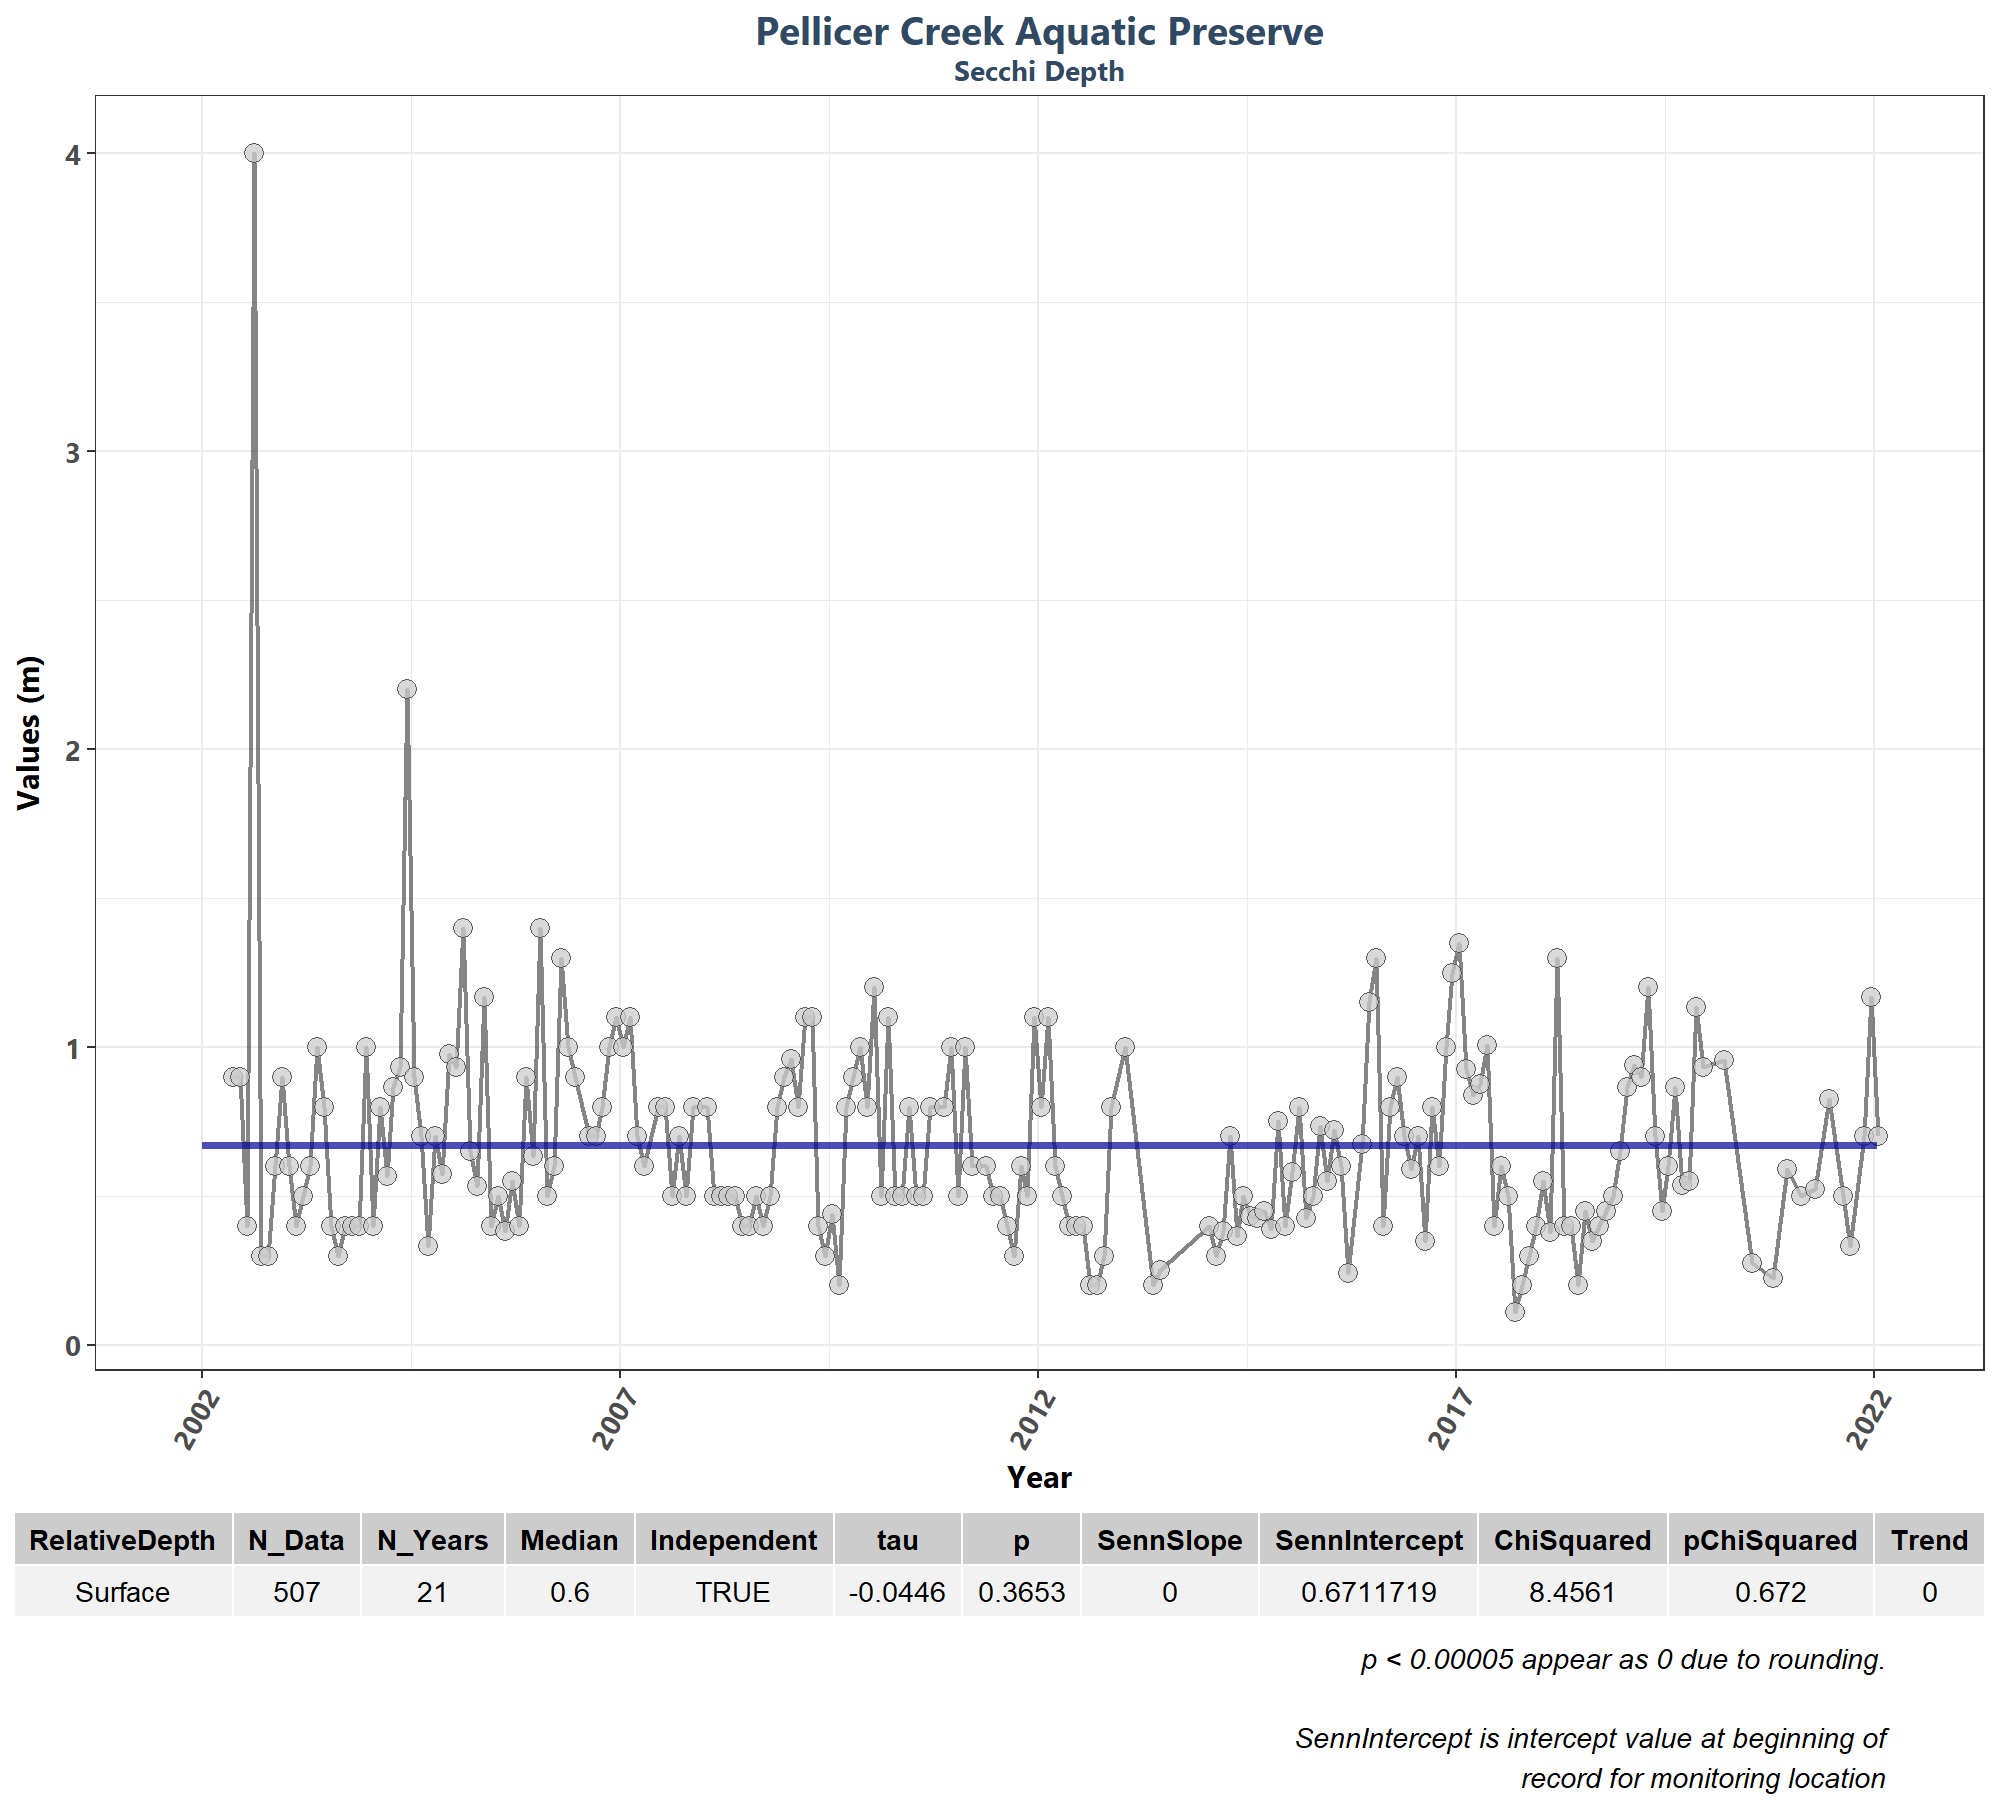 Pellicer Creek Aquatic Preserve
Secchi Depth
Values (m)
4
3
2
1
0
2002
2007
2012
2017
2022
Year
RelativeDepth N_Data N_Years Median Independent tau p SennSlope SennIntercept ChiSquared pChiSquared Trend
Surface 507 21 0.6 TRUE -0.0446 0.3653 0 0.6711719 8.4561 0.672 0
p < 0.00005 appear as 0 due to rounding.
SennIntercept is intercept value at beginning of
record for monitoring location